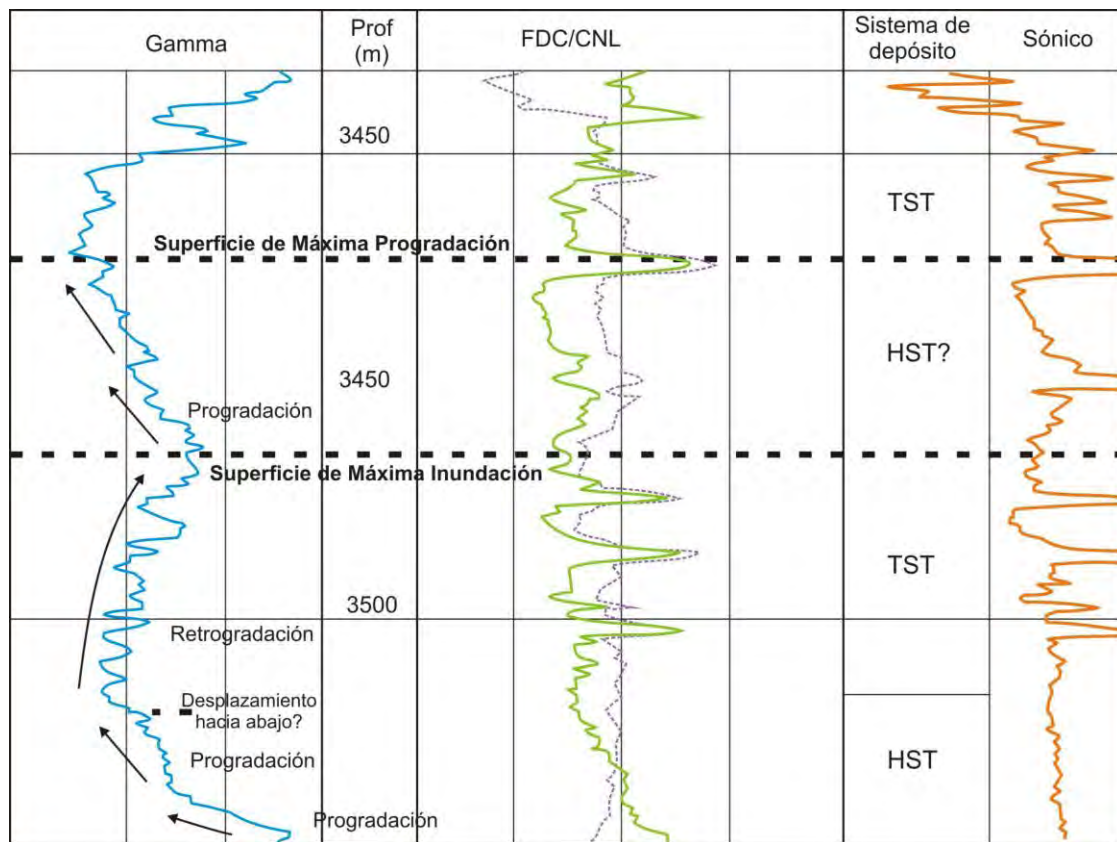 Gamma
Prof
(m)
FDC/CNL
Sistema de
depósito
Sónico
3450
TST
Superficie de Máxima Progradación
HST?
3450
Progradación
Superficie de Máxima Inundación
TST
3500
Retrogradación
Desplazamiento
hacia abajo?
Progradación
HST
Progradación